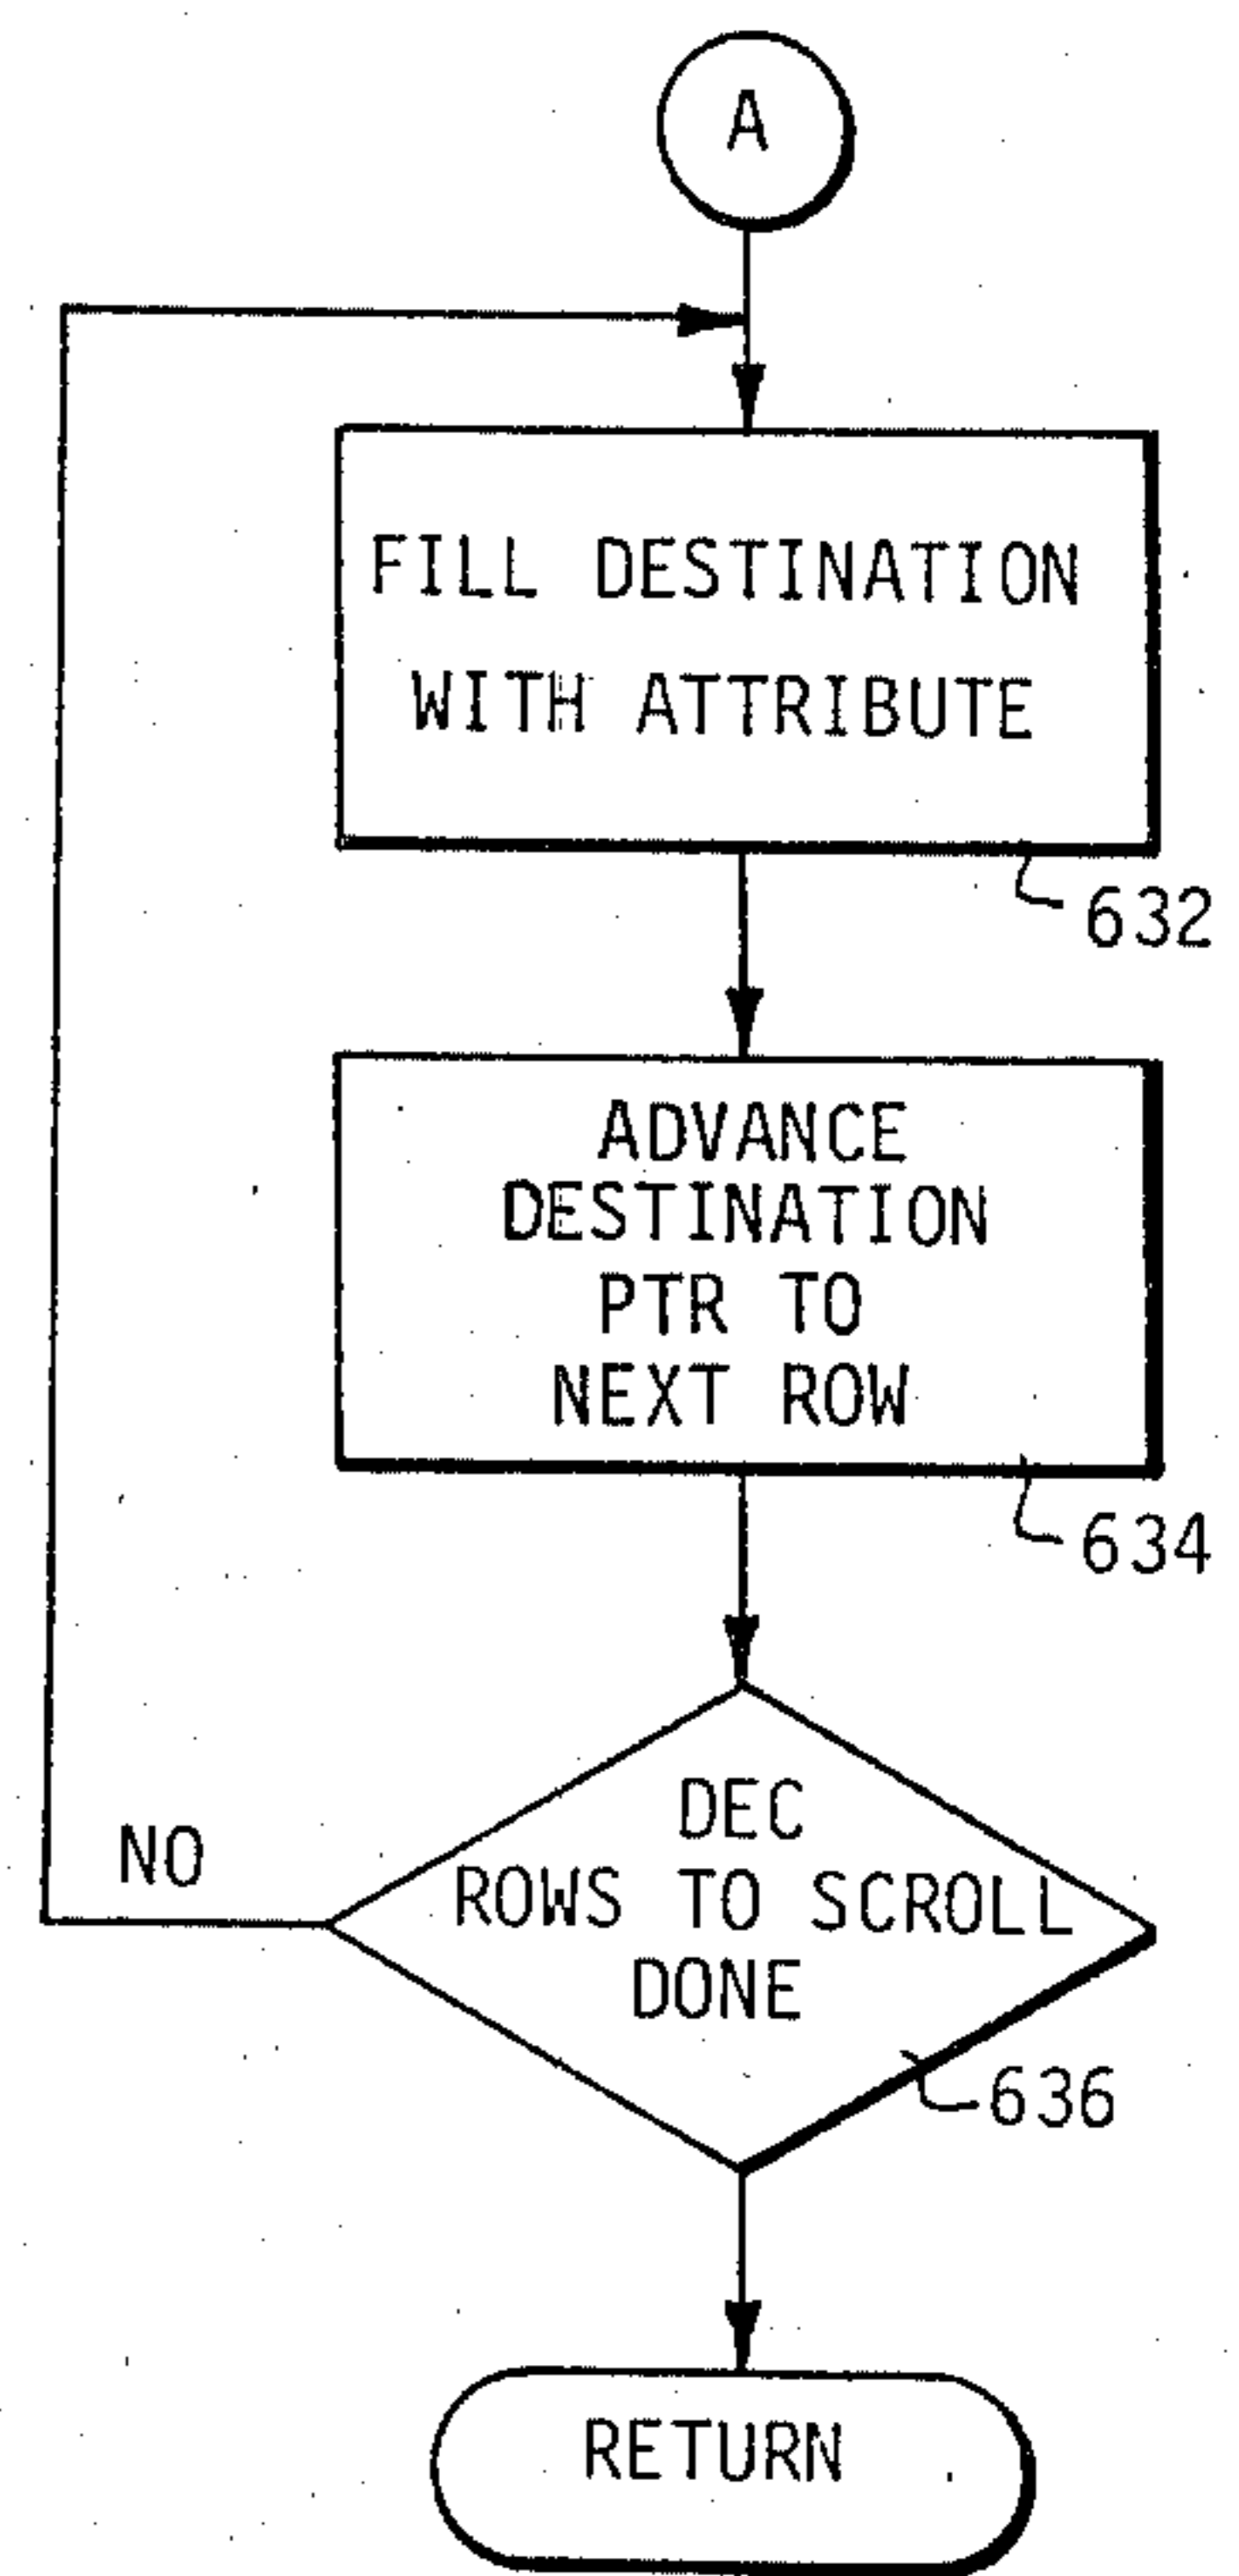 A
FILL DESTINATION
WITH ATTRIBUTE
632
ADVANCE
DESTINATION
PTR TO
NEXT ROW
634
DEC
ROWS TO SCROLL
DONE
NO
636
RETURN